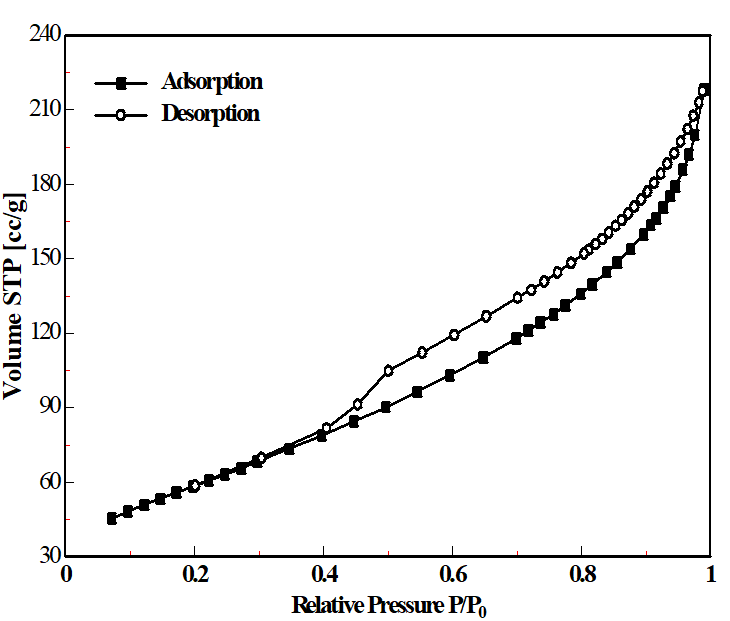 240
210
180
150
120
90
60
30
Volume STP [cc/g]
Adsorption
Desorption
0 0.2 0.4 0.6 0.8 1
Relative Pressure P/P₀